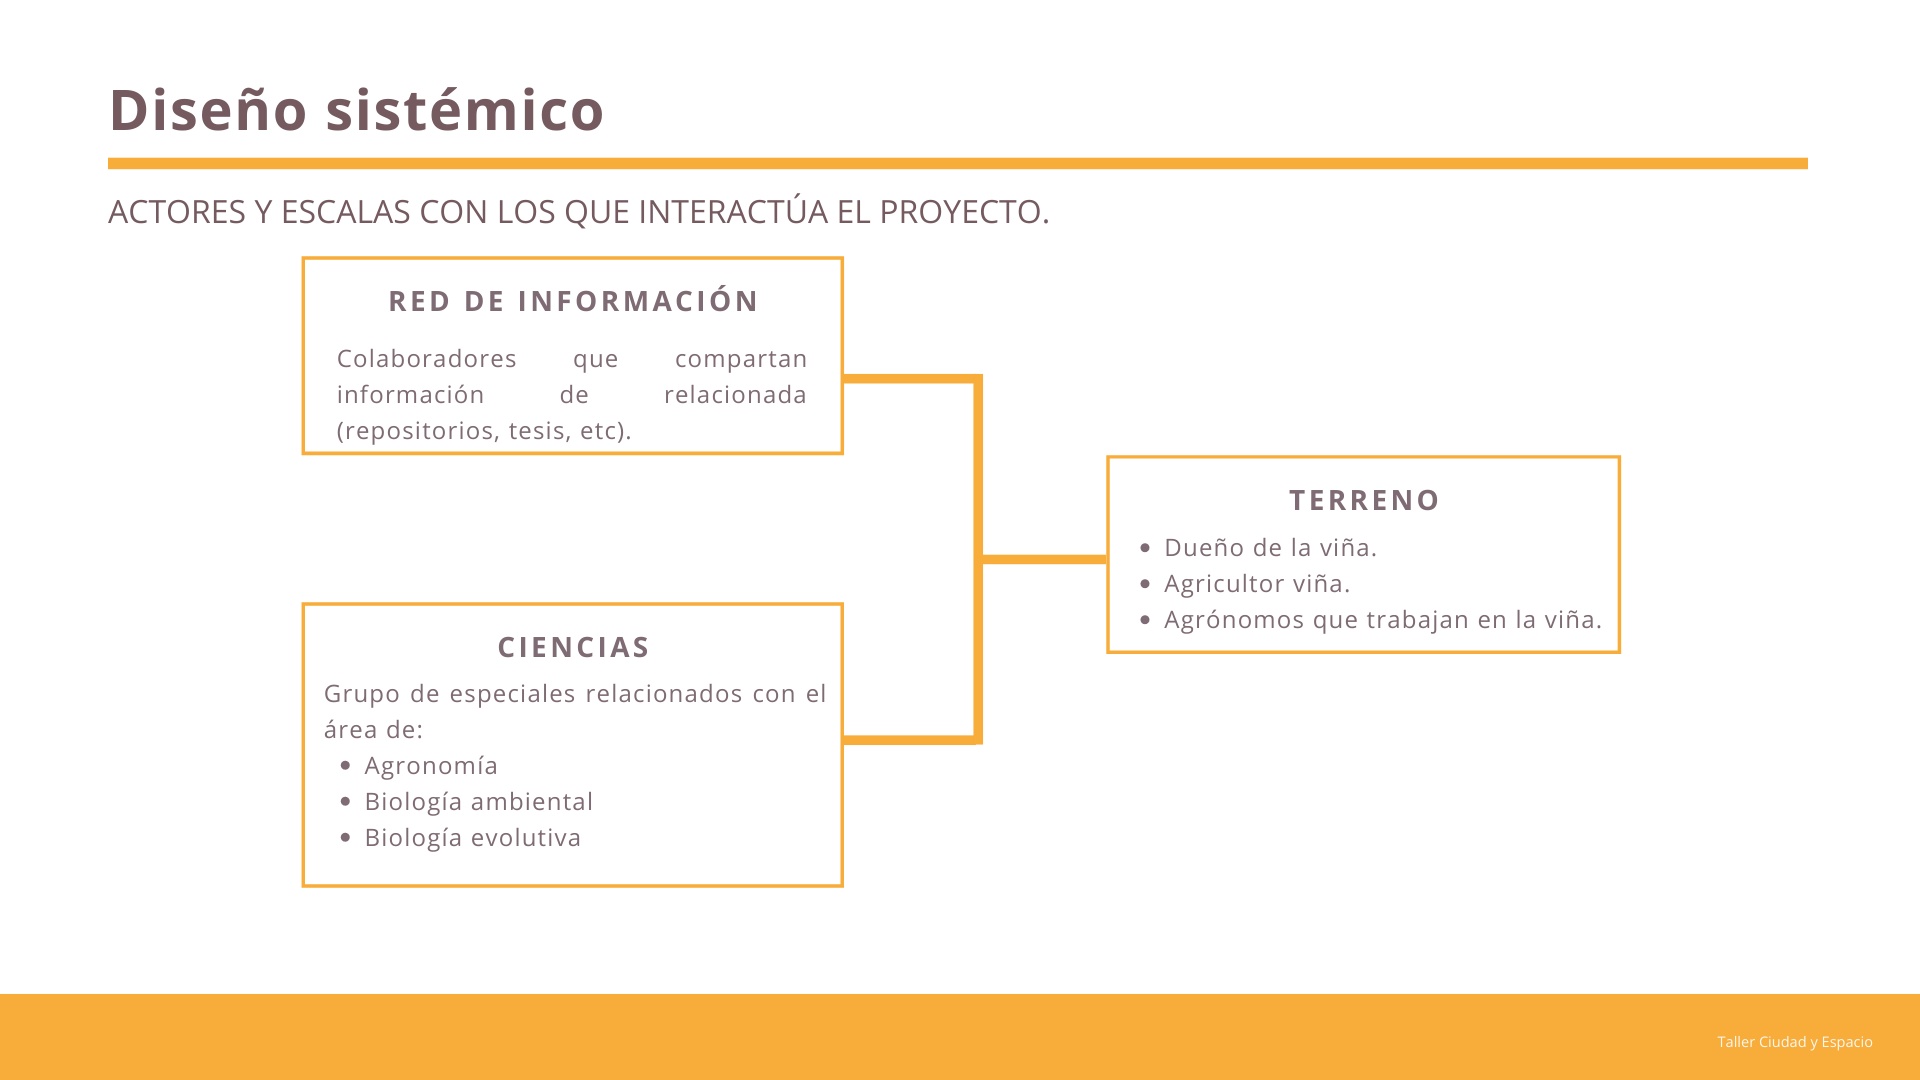 Diseño sistémico
ACTORES Y ESCALAS CON LOS QUE INTERACTÚA EL PROYECTO.
RED DE INFORMACIÓN
Colaboradores que compartan
información de relacionada
(repositorios, tesis, etc).
TERRENO
• Dueño de la viña.
• Agricultor viña.
• Agrónomos que trabajan en la viña.
CIENCIAS
Grupo de especiales relacionados con el
área de:
• Agronomía
• Biología ambiental
• Biología evolutiva
Taller Ciudad y Espacio